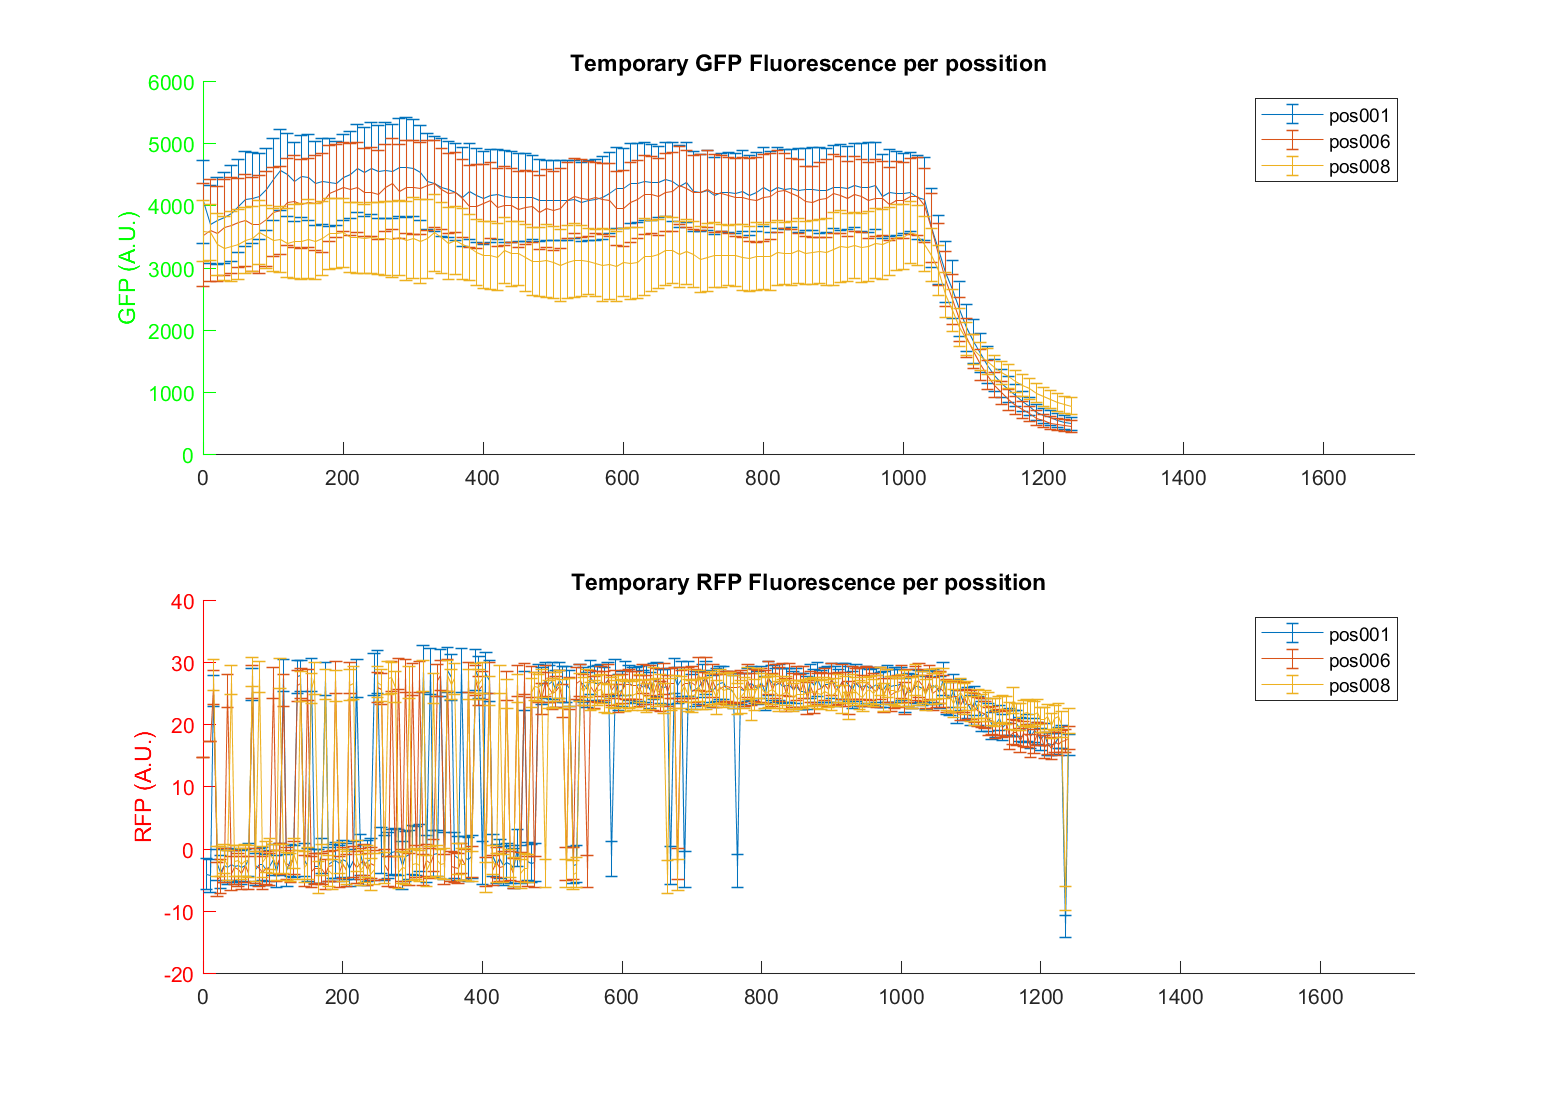 Temporary GFP Fluorescence per possition
6000
5000
4000
3000
2000
1000
0
GFP (A.U.)
0 200 400 600 800 1000 1200 1400 1600
pos001
pos006
pos008
Temporary RFP Fluorescence per possition
40
30
20
10
0
-10
-20
RFP (A.U.)
0 200 400 600 800 1000 1200 1400 1600
pos001
pos006
pos008